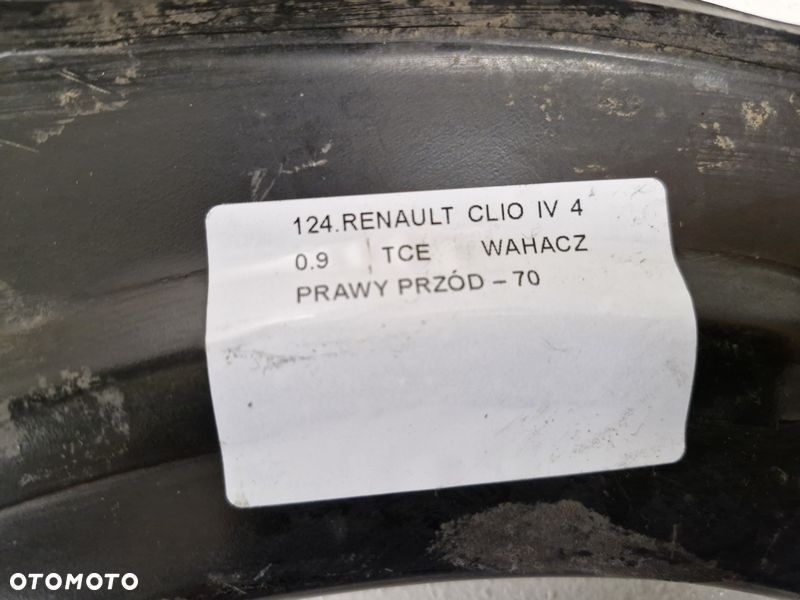 124.RENAULT CLIO IV 4
0.9 TCE WAHACZ
PRAWY PRZÓD – 70
OTOMOTO